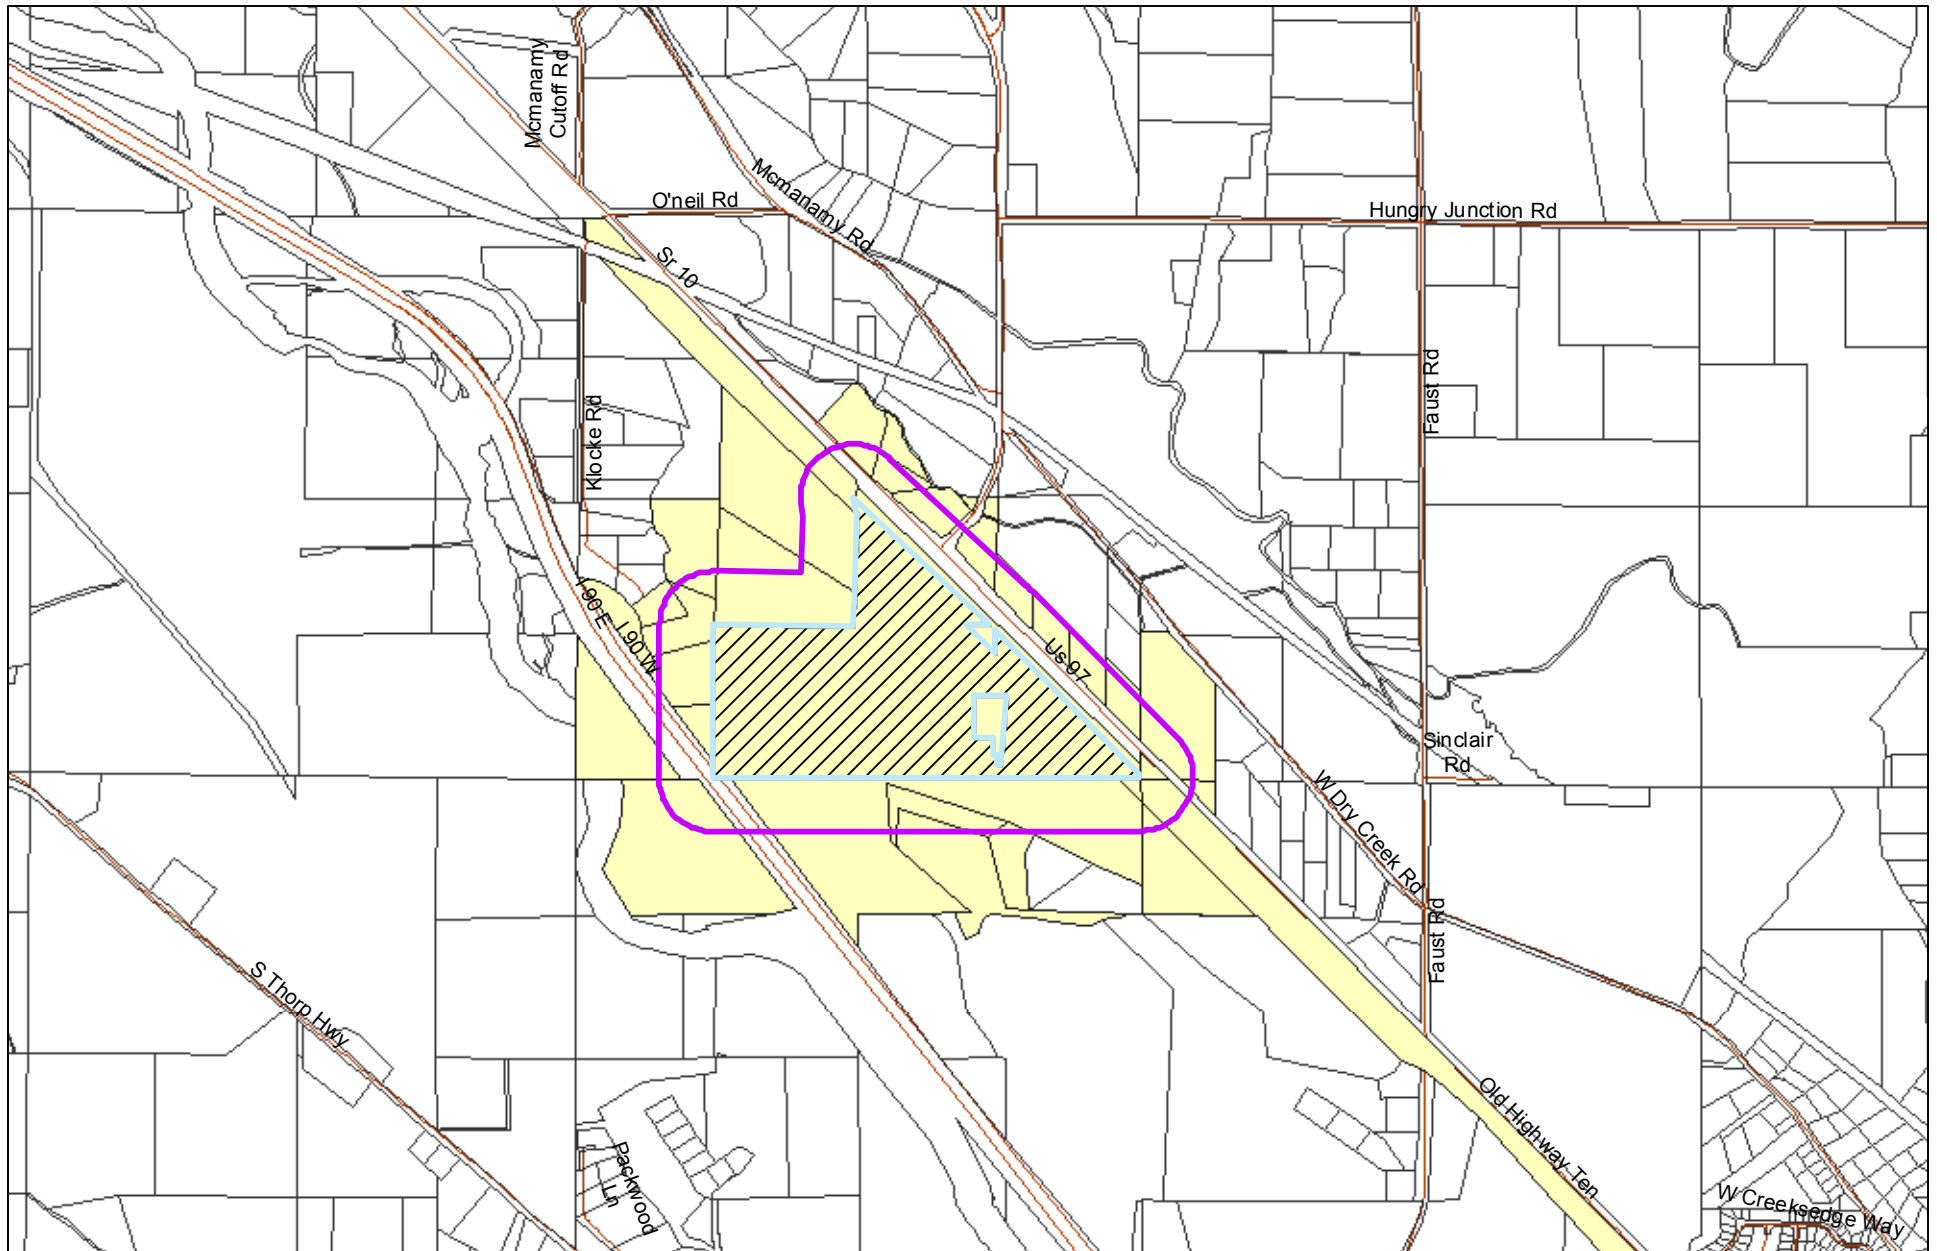 Mcmanamy
Cutoff Rd
O'neil Rd
Mcmanamy Rd
Hungry Junction Rd
Sr 10
Faust Rd
Klocke Rd
I 90 E
I 90 W
Us 97
Sinclair
Rd
W Dry Creek Rd
Faust Rd
S Thorp Hwy
Old Highway Ten
Packwood
Ln
W Creeksedge Way